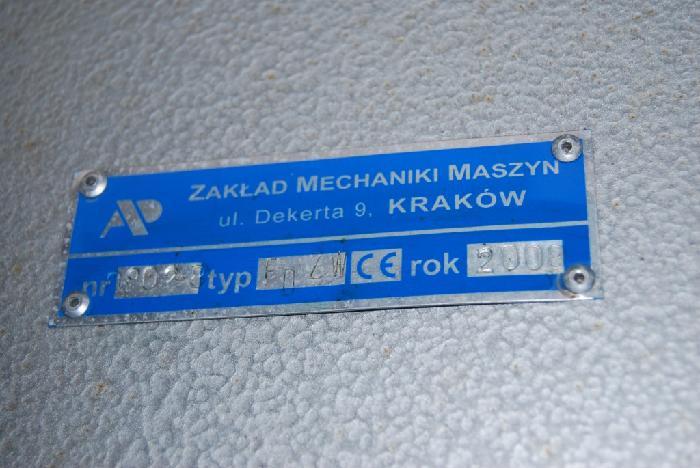 AP
ZAKŁAD MECHANIKI MASZYN
ul. Dekerta 9, KRAKÓW
nr typ CE rok